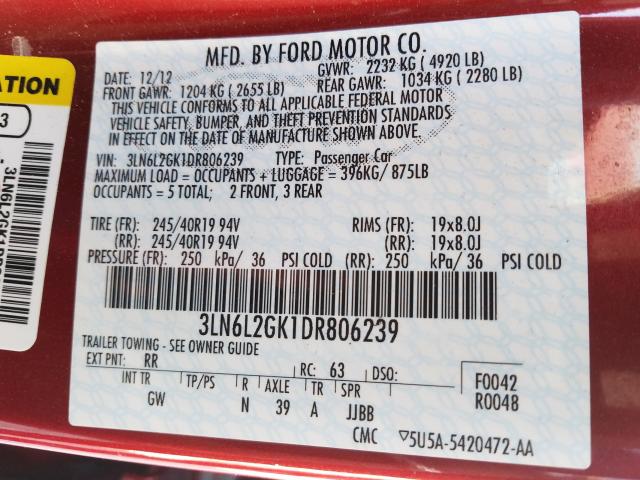 ATION
3
3LN6L2GK1DR8
MFD. BY FORD MOTOR CO.
DATE: 12/12 GVWR: 2232 KG ( 4920 LB)
FRONT GAWR: 1204 KG ( 2655 LB) REAR GAWR: 1034 KG ( 2280 LB)
THIS VEHICLE CONFORMS TO ALL APPLICABLE FEDERAL MOTOR
VEHICLE SAFETY, BUMPER, AND THEFT PREVENTION STANDARDS
IN EFFECT ON THE DATE OF MANUFACTURE SHOWN ABOVE.
VIN: 3LN6L2GK1DR806239 TYPE: Passenger Car
MAXIMUM LOAD = OCCUPANTS + LUGGAGE = 396KG/ 875LB
OCCUPANTS = 5 TOTAL; 2 FRONT, 3 REAR
TIRE (FR): 245/40R19 94V RIMS (FR): 19x8.0J
(RR): 245/40R19 94V (RR): 19x8.0J
PRESSURE (FR): 250 kPa/ 36 PSI COLD (RR): 250 kPa/ 36 PSI COLD
3LN6L2GK1DR806239
TRAILER TOWING - SEE OWNER GUIDE
EXT PNT: RR RC: 63 DSO: F0042
INT TR TP/PS R AXLE TR SPR R0048
GW N 39 A JJBB
CMC ▽5U5A-5420472-AA